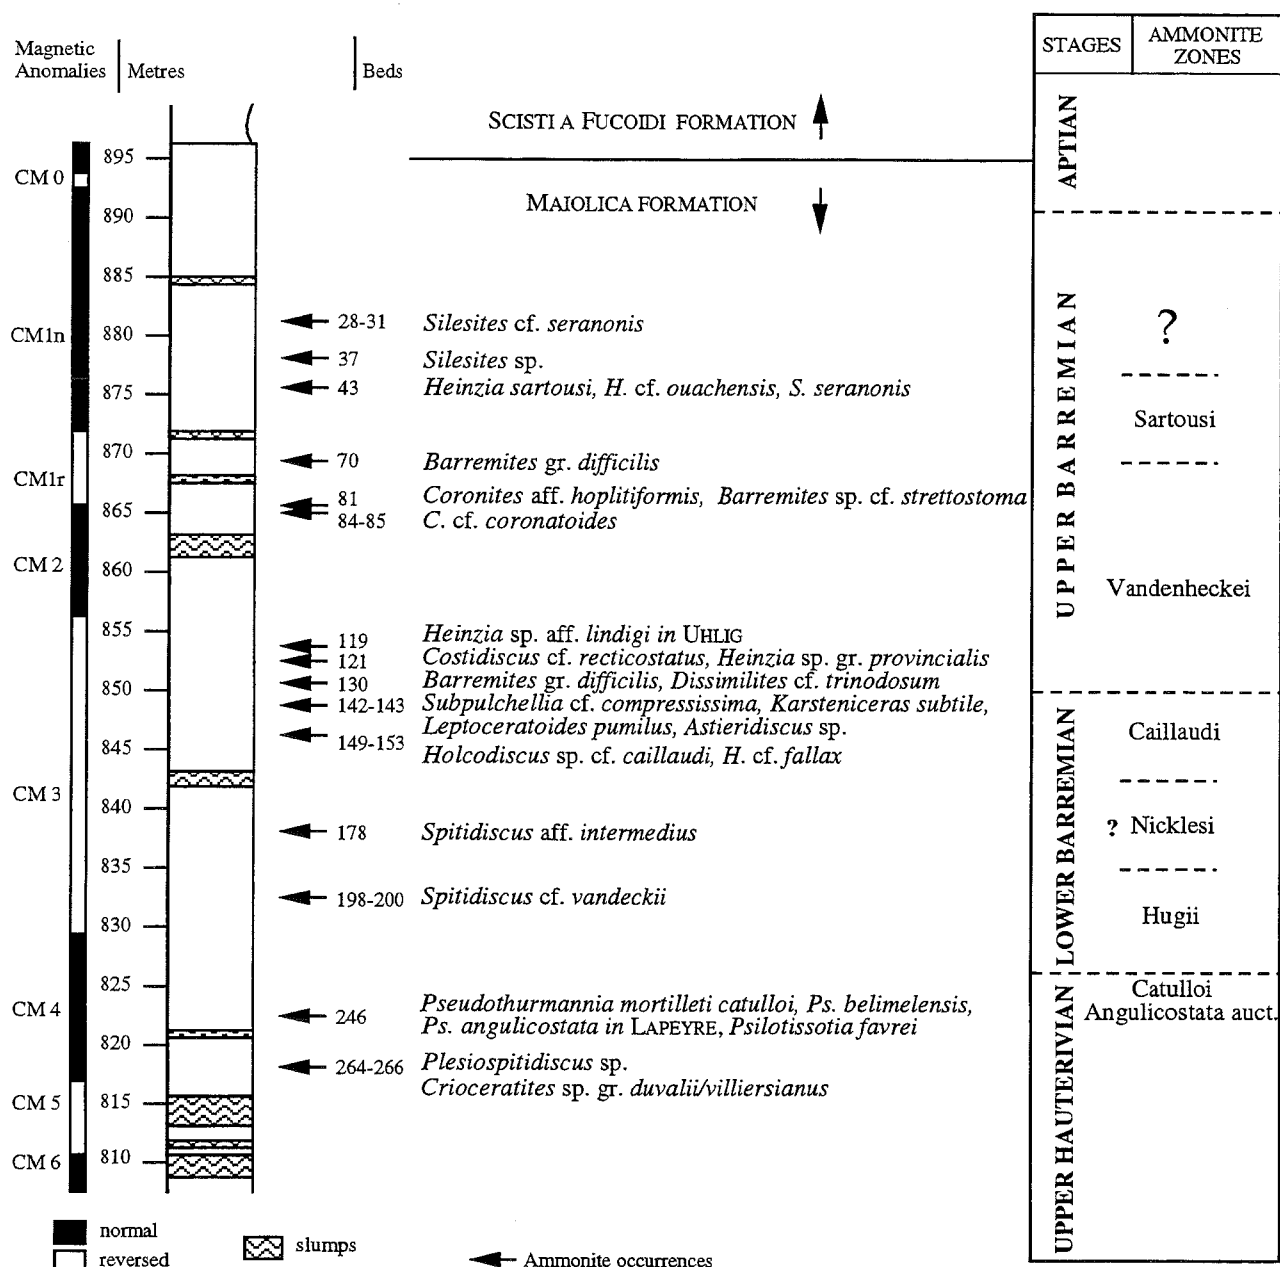 Magnetic
Anomalies
Metres
Beds
STAGES
AMMONITE
ZONES
SCISTI A FUCOIDI FORMATION
MAIOLICA FORMATION
CM 0
CM1n
CM1r
CM 2
CM 3
CM 4
CM 5
CM 6
895
890
885
880
875
870
865
860
855
850
845
840
835
830
825
820
815
810
28-31 Silesites cf. seranonis
37 Silesites sp.
43 Heinzia sartousi, H. cf. ouachensis, S. seranonis
70 Barremites gr. difficilis
81 Coronites aff. hoplitiformis, Barremites sp. cf. strettostoma
84-85 C. cf. coronatoides
119 Heinzia sp. aff. lindigi in UHLIG
121 Costidiscus cf. recticostatus, Heinzia sp. gr. provincialis
130 Barremites gr. difficilis, Dissimilites cf. trinodosum
142-143 Subpulchellia cf. compressissima, Karsteniceras subtile,
Leptoceratoides pumilus, Astieridiscus sp.
149-153
Holcodiscus sp. cf. caillaudi, H. cf. fallax
178 Spitidiscus aff. intermedius
198-200 Spitidiscus cf. vandeckii
246 Pseudothurmannia mortilleti catulloi, Ps. belimelensis,
Ps. angulicostata in LAPEYRE, Psilotissotia favrei
264-266 Plesiospitidiscus sp.
Crioceratites sp. gr. duvalii/villiersianus
APTIAN
UPPER BARREMIAN
LOWER BARREMIAN
UPPER HAUTERIVIAN
?
Sartousi
Vandenheckei
Caillaudi
? Nicklesi
Hugii
Catulloi
Angulicostata auct.
normal
reversed
slumps
Ammonite occurrences